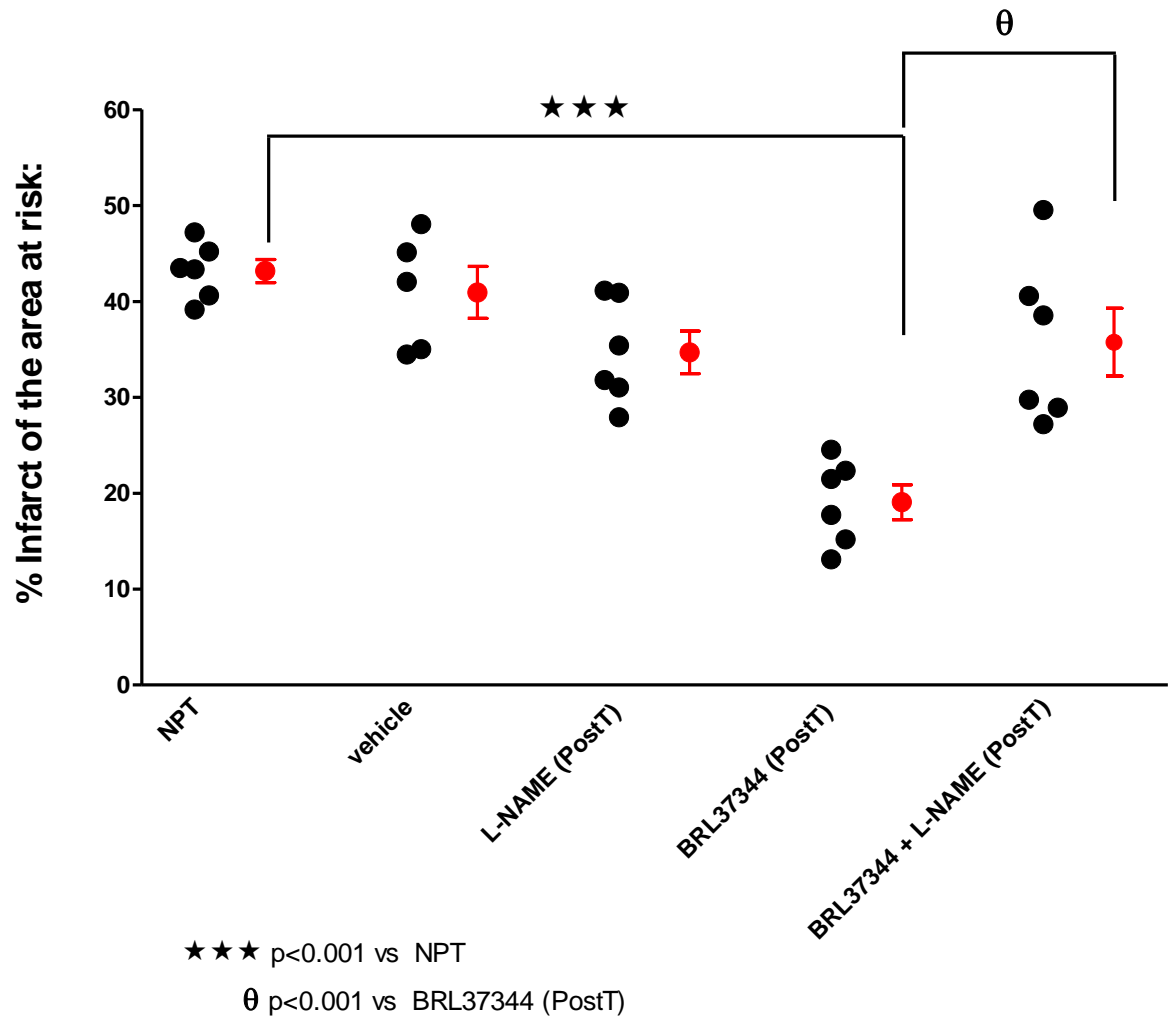 θ
★★★
% Infarct of the area at risk:
60
50
40
30
20
10
0
NPT
vehicle
L-NAME (PostT)
BRL37344 (PostT)
BRL37344 + L-NAME (PostT)
★★★ p<0.001 vs NPT
θ p<0.001 vs BRL37344 (PostT)